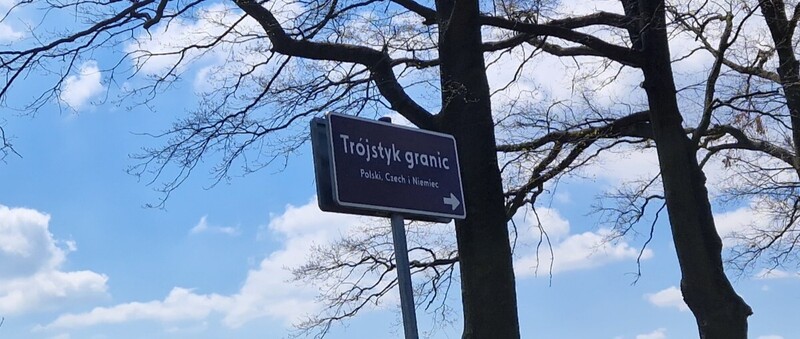 Trójstyk granic
Polski, Czech i Niemiec